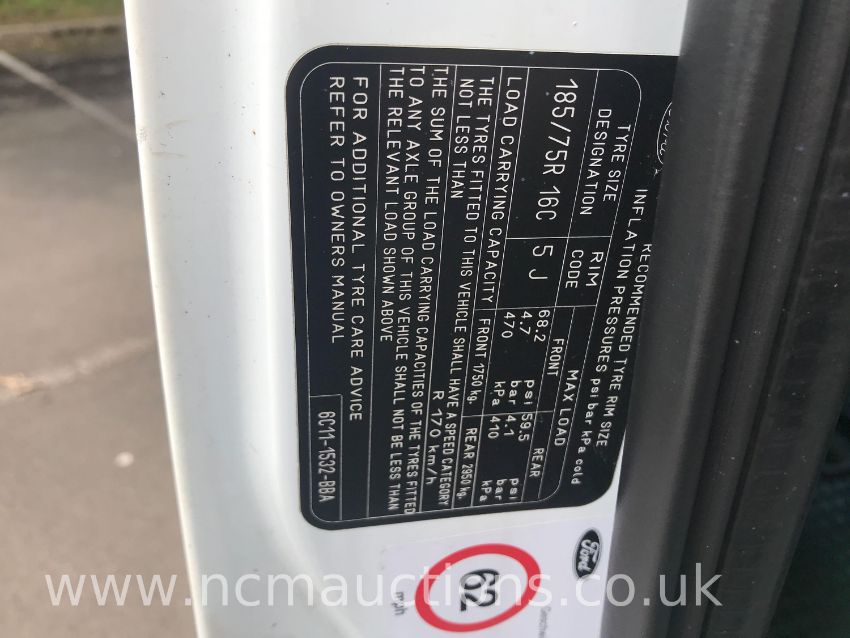 RECOMMENDED TYRE RIM SIZE
INFLATION PRESSURES psi bar kPa cold
TYRE SIZE DESIGNATION RIM CODE MAX LOAD
FRONT REAR
185/75R 16C 5 J 68.2 psi 59.5 psi
4.7 bar 4.1 bar
470 kPa 410 kPa
LOAD CARRYING CAPACITY FRONT 1750 kg. REAR 2950 kg.
THE TYRES FITTED TO THIS VEHICLE SHALL HAVE A SPEED CATEGORY
NOT LESS THAN R 170 km/h
THE SUM OF THE LOAD CARRYING CAPACITIES OF THE TYRES FITTED
TO ANY AXLE GROUP OF THIS VEHICLE SHALL NOT BE LESS THAN
THE RELEVANT LOAD SHOWN ABOVE
FOR ADDITIONAL TYRE CARE ADVICE
REFER TO OWNERS MANUAL
6C11-1532-BBA
Ford
62
mph
www.ncmauctions.co.uk